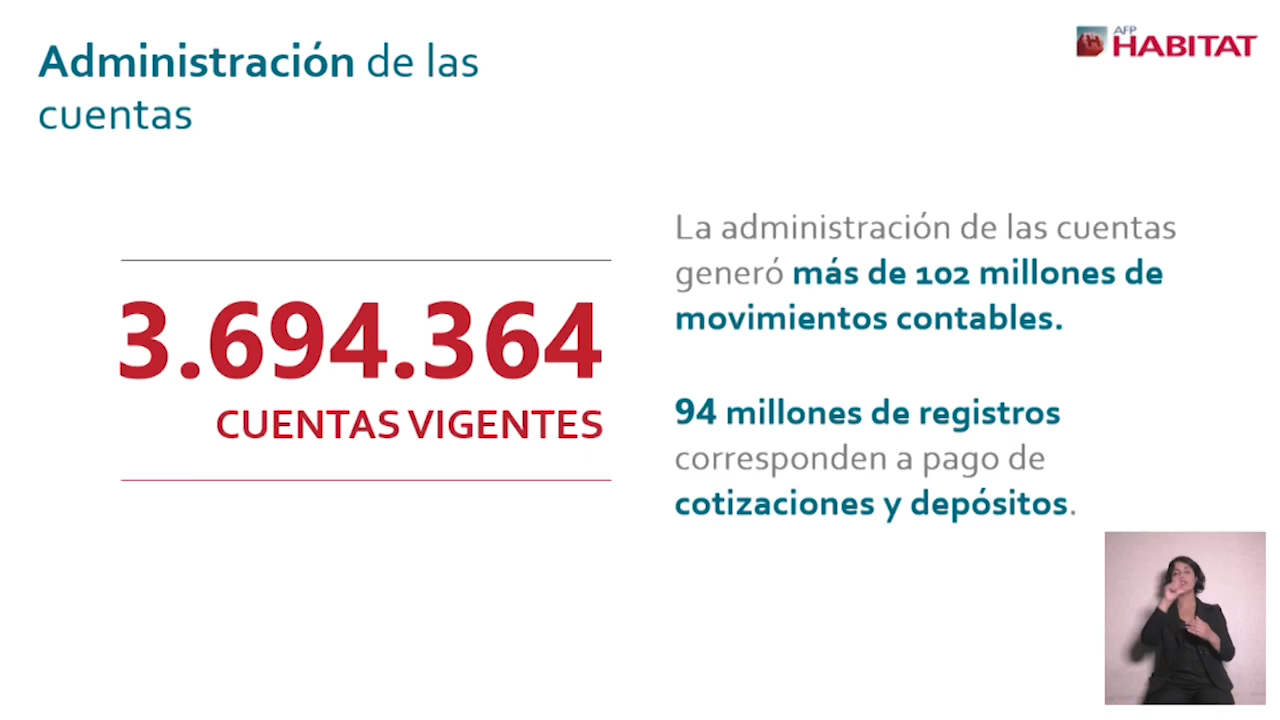 Administración de las
cuentas
AFP
HABITAT
3.694.364
CUENTAS VIGENTES
La administración de las cuentas
generó más de 102 millones de
movimientos contables.
94 millones de registros
corresponden a pago de
cotizaciones y depósitos.